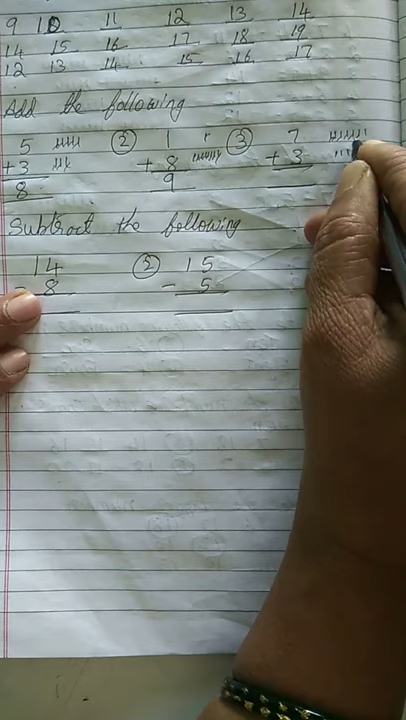 9 10 11 12 13 14
14 15 16 17 18 19
12 13 14 15 16 17
Add the following
5 ② 1 ③ 7
+3 + 8 + 3
8 9
Subtract the following
14 ② 15
- 8 - 5